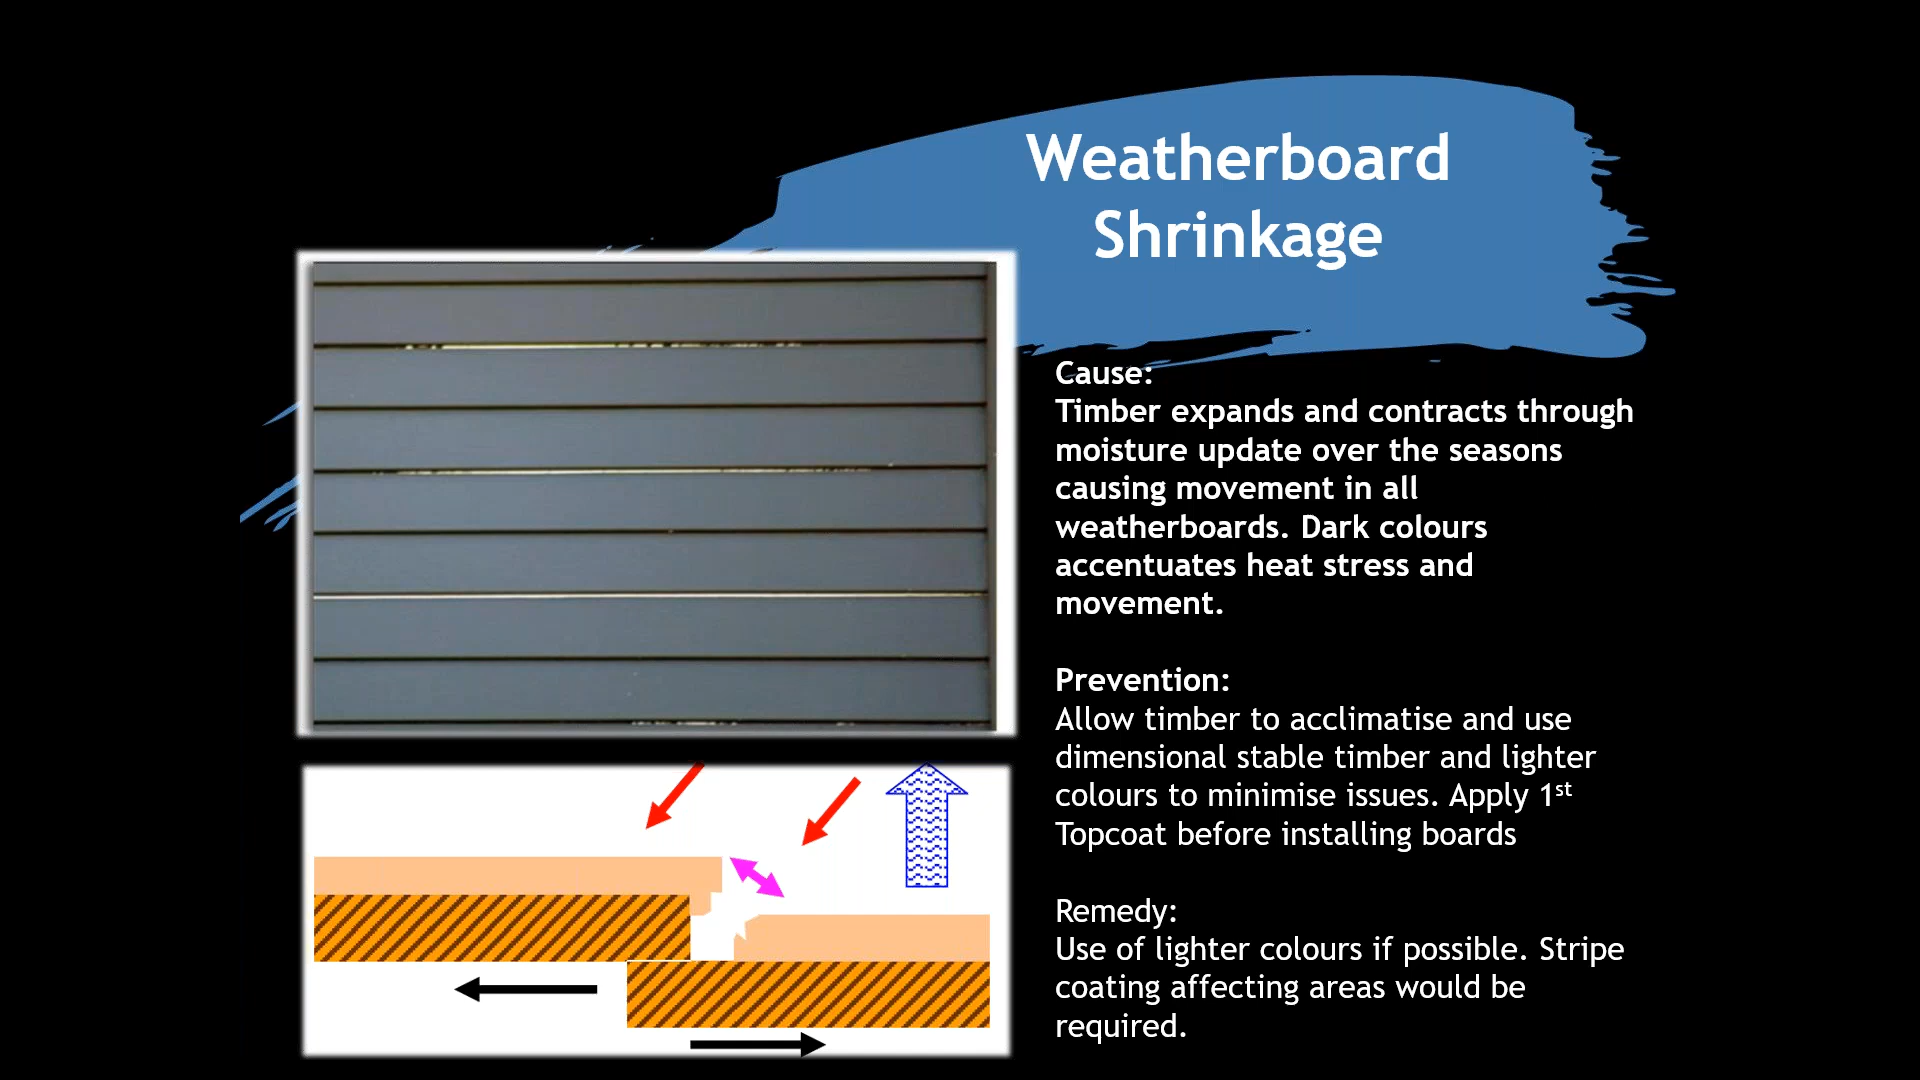 Weatherboard
Shrinkage
Cause:
Timber expands and contracts through
moisture update over the seasons
causing movement in all
weatherboards. Dark colours
accentuates heat stress and
movement.
Prevention:
Allow timber to acclimatise and use
dimensional stable timber and lighter
colours to minimise issues. Apply 1st
Topcoat before installing boards
Remedy:
Use of lighter colours if possible. Stripe
coating affecting areas would be
required.